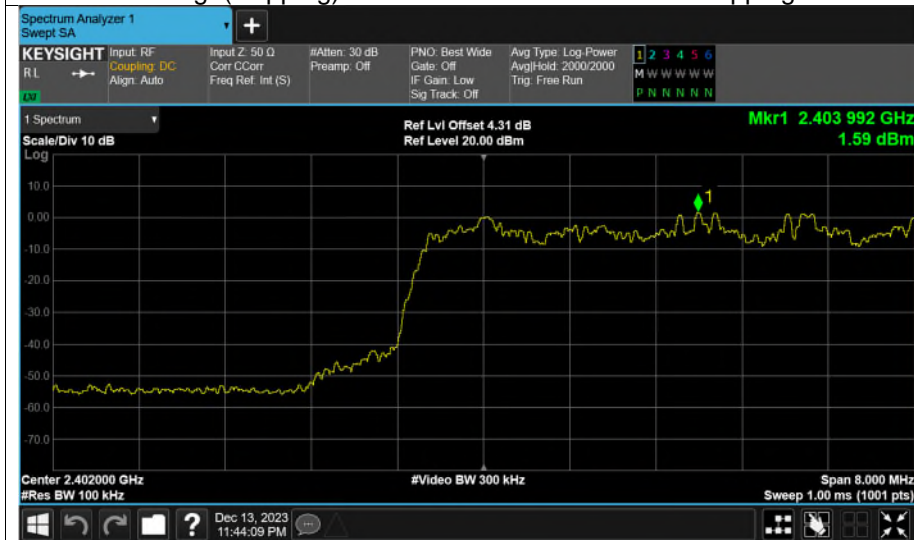 Spectrum Analyzer 1
Swept SA
+
KEYSIGHT Input: RF Input Z: 50 Ω #Atten: 30 dB PNO: Best Wide Avg Type: Log-Power 1 2 3 4 5 6
RL Coupling: DC Corr CCorr Preamp: Off Gate: Off Avg|Hold: 2000/2000 M W W W W W
Align: Auto Freq Ref: Int (S) IF Gain: Low Trig: Free Run
LXI Sig Track: Off P N N N N N
1 Spectrum Ref Lvl Offset 4.31 dB Mkr1 2.403 992 GHz
Scale/Div 10 dB Ref Level 20.00 dBm 1.59 dBm
Log
10.0
1
0.00
-10.0
-20.0
-30.0
-40.0
-50.0
-60.0
-70.0
Center 2.402000 GHz #Video BW 300 kHz Span 8.000 MHz
#Res BW 100 kHz Sweep 1.00 ms (1001 pts)
? Dec 13, 2023
11:44:09 PM